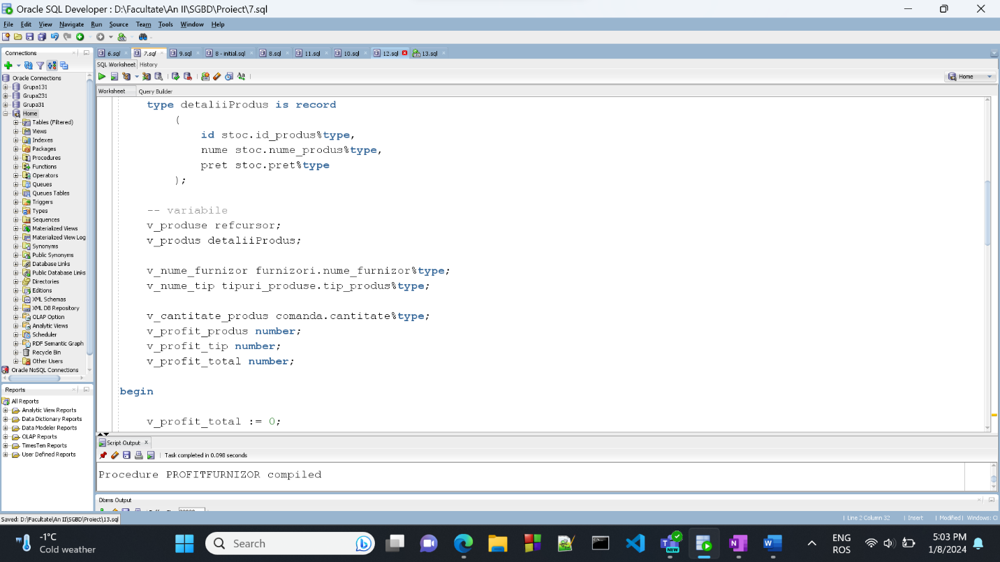 Oracle SQL Developer : D:\Facultate\An II\SGBD\Proiect\7.sql
File Edit View Navigate Run Source Team Tools Window Help
Connections
6.sql 7.sql 9.sql 8 - initial.sql 8.sql 11.sql 10.sql 12.sql 13.sql
SQL Worksheet History
Home
Worksheet Query Builder
Oracle Connections
Grupa131
Grupa231
Grupa31
Home
Tables (Filtered)
Views
Indexes
Packages
Procedures
Functions
Operators
Queues
Queues Tables
Triggers
Types
Sequences
Materialized Views
Materialized View Log
Synonyms
Public Synonyms
Database Links
Public Database Links
Directories
Editions
XML Schemas
XML DB Repository
OLAP Option
Analytic Views
Scheduler
RDF Semantic Graph
Recycle Bin
Other Users
Oracle NoSQL Connections
type detaliiProdus is record
(
id stoc.id_produs%type,
nume stoc.nume_produs%type,
pret stoc.pret%type
);
-- variabile
v_produse refcursor;
v_produs detaliiProdus;
v_nume_furnizor furnizori.nume_furnizor%type;
v_nume_tip tipuri_produse.tip_produs%type;
v_cantitate_produs comanda.cantitate%type;
v_profit_produs number;
v_profit_tip number;
v_profit_total number;
begin
v_profit_total := 0;
Reports
All Reports
Analytic View Reports
Data Dictionary Reports
Data Modeler Reports
OLAP Reports
TimesTen Reports
User Defined Reports
Script Output x
Task completed in 0.098 seconds
Procedure PROFITFURNIZOR compiled
Dbms Output
Saved: D:\Facultate\An II\SGBD\Proiect\13.sql
Line 2 Column 32 Insert Modified Windows:
-1°C
Cold weather
Search
NEW
ENG
ROS
5:03 PM
1/8/2024